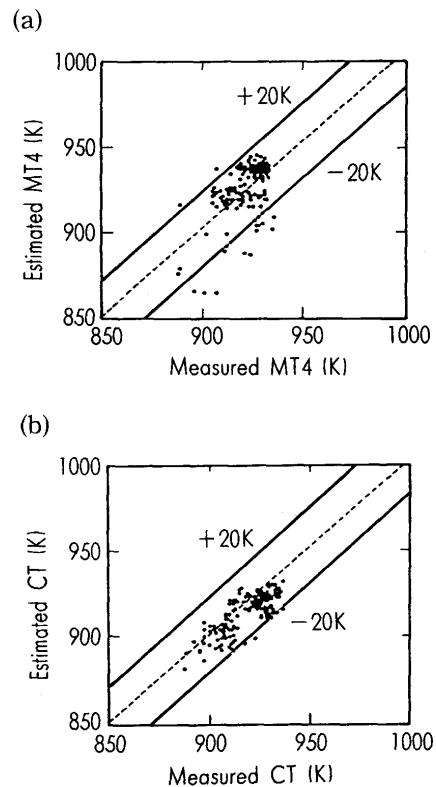 (a)
1000
950
900
850
Estimated MT4 (K)
+20K
−20K
850 900 950 1000
Measured MT4 (K)
(b)
1000
950
900
850
Estimated CT (K)
+20K
−20K
850 900 950 1000
Measured CT (K)